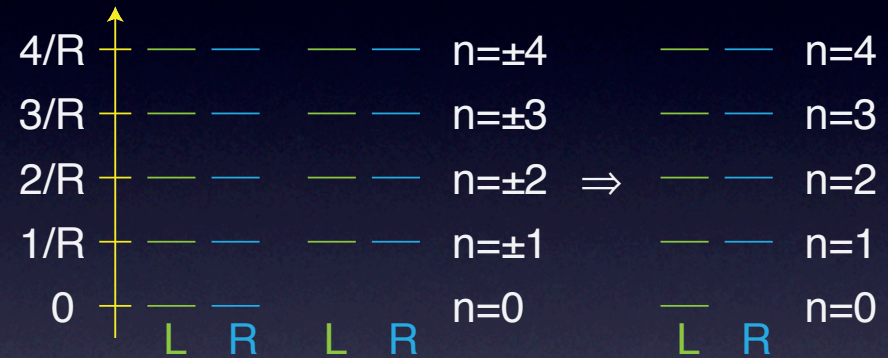 4/R n=±4 n=4
3/R n=±3 n=3
2/R n=±2 ⇒ n=2
1/R n=±1 n=1
0 n=0 n=0
L R L R L R